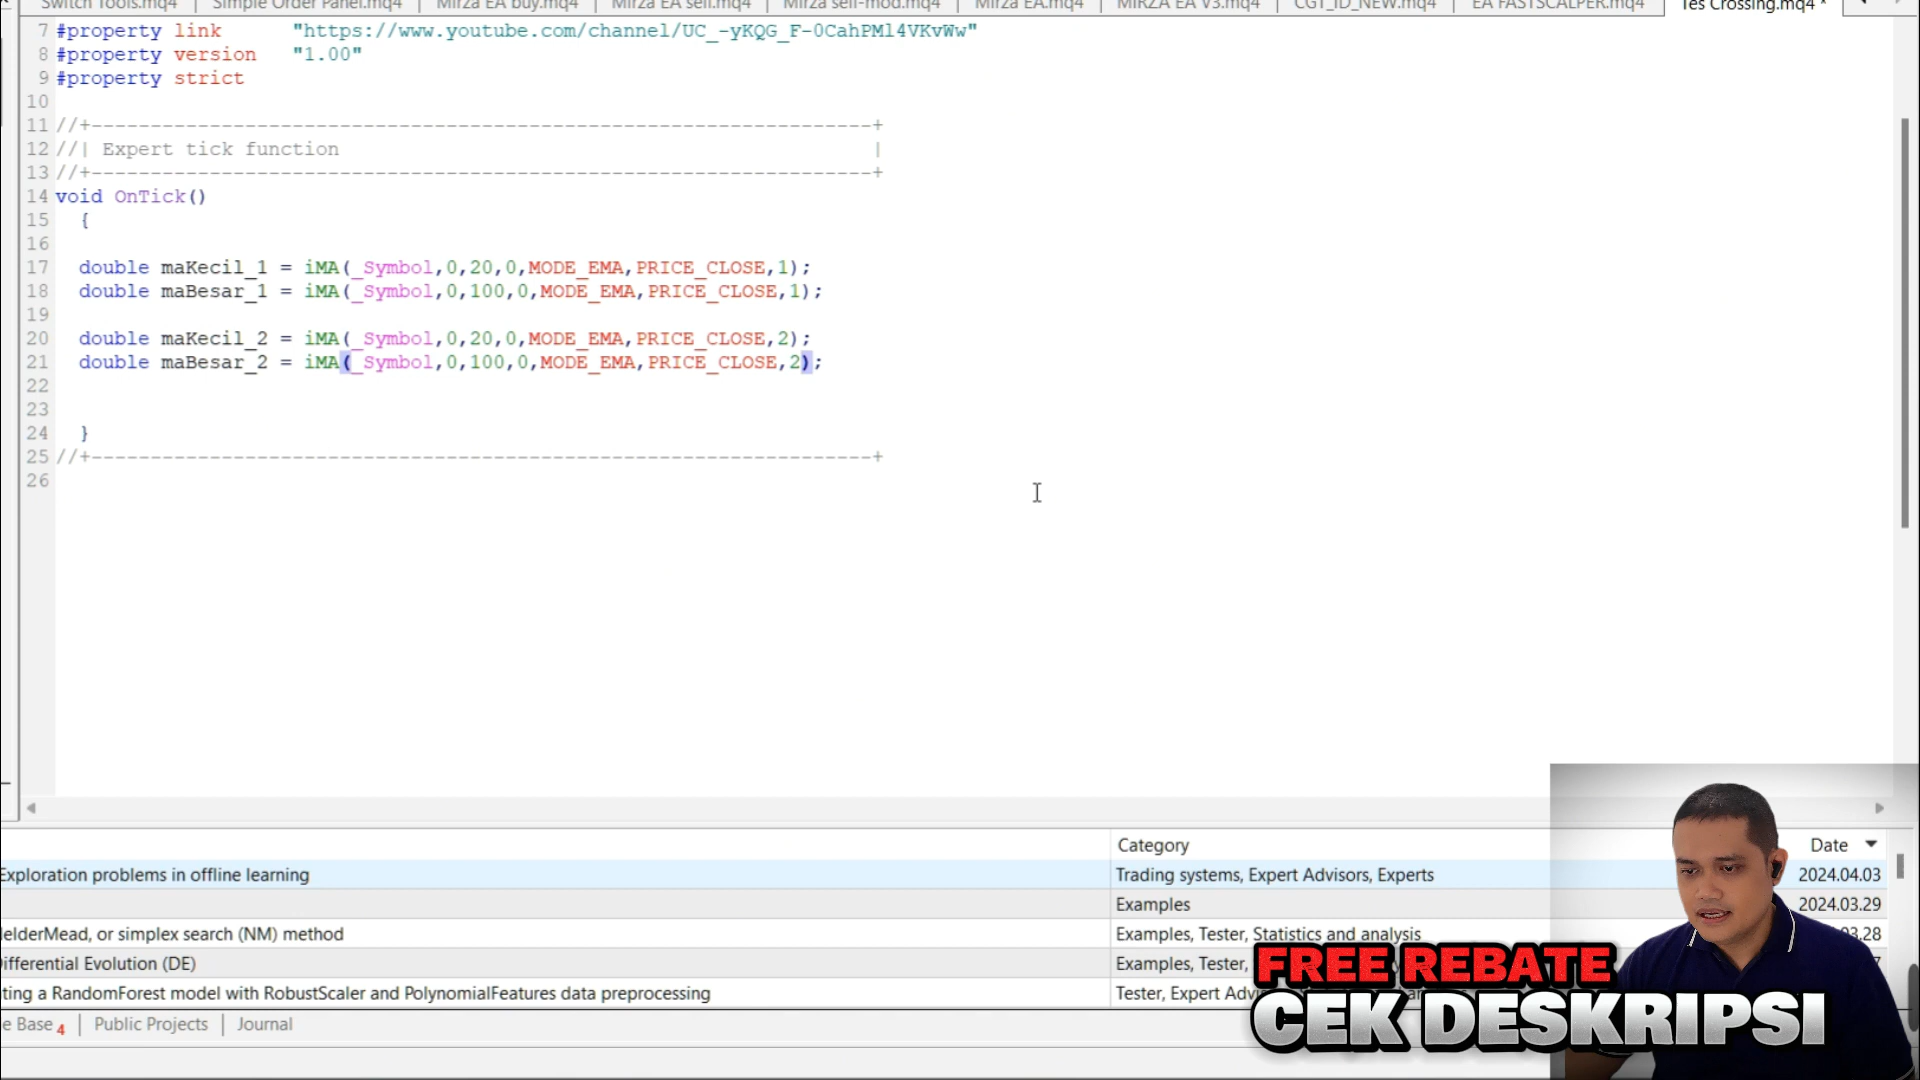 Switch Tools.mq4 | Simple Order Panel.mq4 | Mirza EA buy.mq4 | Mirza EA sell.mq4 | Mirza sell-mod.mq4 | Mirza EA.mq4 | MIRZA EA V3.mq4 | CGT_ID_NEW.mq4 | EA FASTSCALPER.mq4 | Tes Crossing.mq4 *
7 #property link "https://www.youtube.com/channel/UC_-yKQG_F-0CahPMl4VKvWw"
8 #property version "1.00"
9 #property strict
10
11 //+------------------------------------------------------------------+
12 //| Expert tick function |
13 //+------------------------------------------------------------------+
14 void OnTick()
15 {
16
17 double maKecil_1 = iMA(_Symbol,0,20,0,MODE_EMA,PRICE_CLOSE,1);
18 double maBesar_1 = iMA(_Symbol,0,100,0,MODE_EMA,PRICE_CLOSE,1);
19
20 double maKecil_2 = iMA(_Symbol,0,20,0,MODE_EMA,PRICE_CLOSE,2);
21 double maBesar_2 = iMA(_Symbol,0,100,0,MODE_EMA,PRICE_CLOSE,2);
22
23
24 }
25 //+------------------------------------------------------------------+
26
Category Date
Exploration problems in offline learning Trading systems, Expert Advisors, Experts 2024.04.03
Examples 2024.03.29
elderMead, or simplex search (NM) method Examples, Tester, Statistics and analysis 03.28
ifferential Evolution (DE) Examples, Tester,
ting a RandomForest model with RobustScaler and PolynomialFeatures data preprocessing Tester, Expert Advi
e Base 4 | Public Projects | Journal
FREE REBATE
CEK DESKRIPSI